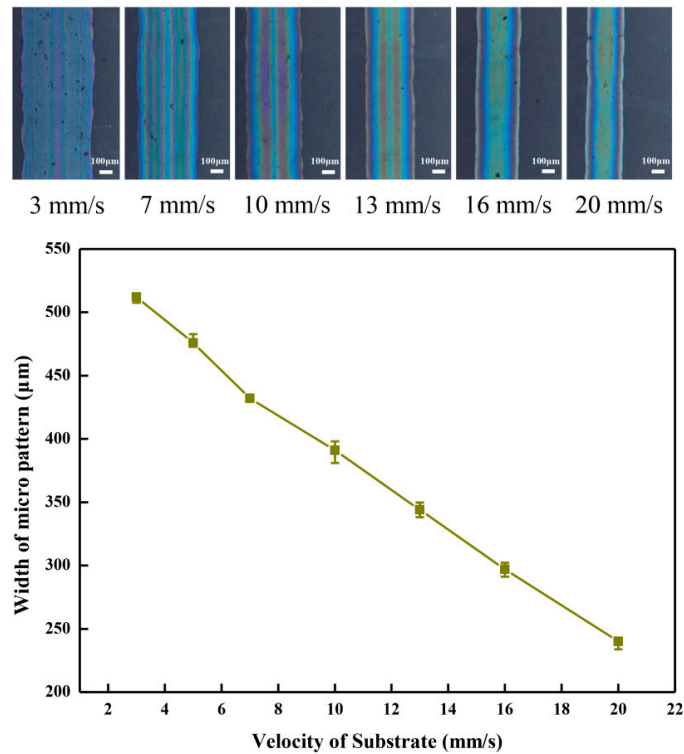 100μm 100μm 100μm 100μm 100μm 100μm
3 mm/s 7 mm/s 10 mm/s 13 mm/s 16 mm/s 20 mm/s
550
500
450
400
350
300
250
200
Width of micro pattern (μm)
2 4 6 8 10 12 14 16 18 20 22
Velocity of Substrate (mm/s)